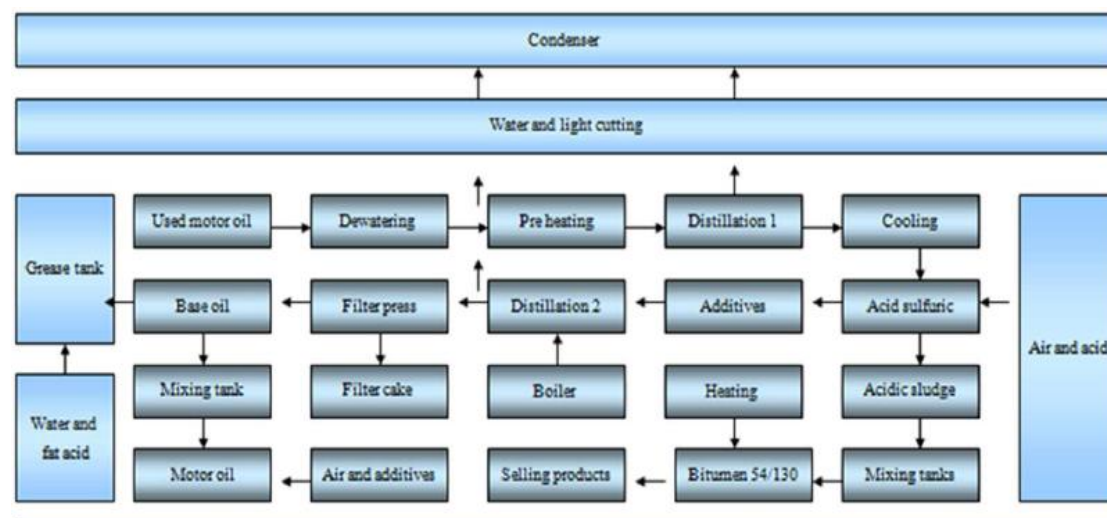 Condenser
Water and light cutting
Used motor oil
Dewatering
Pre heating
Distillation 1
Cooling
Grease tank
Base oil
Filter press
Distillation 2
Additives
Acid sulfuric
Air and acid
Mixing tank
Filter cake
Boiler
Heating
Acidic sludge
Water and
fat acid
Motor oil
Air and additives
Selling products
Bitumen 54/130
Mixing tanks